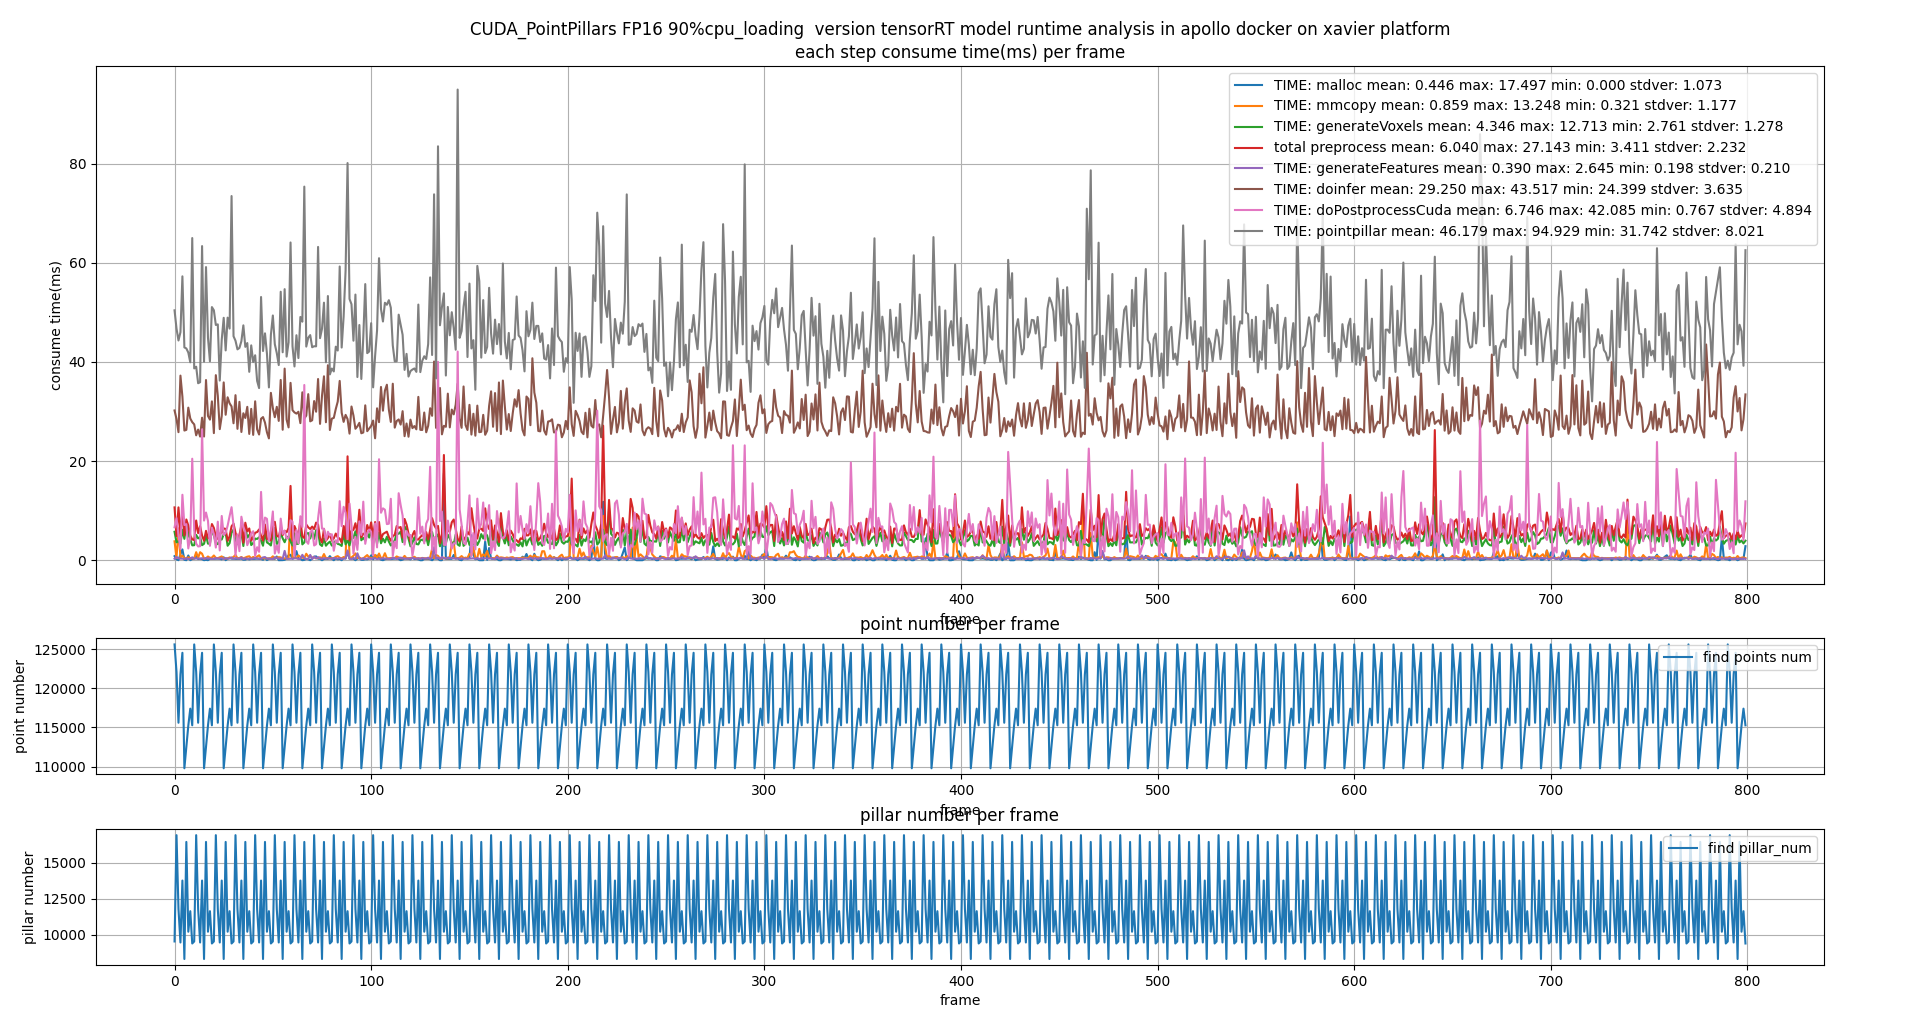 CUDA_PointPillars FP16 90%cpu_loading  version tensorRT model runtime analysis in apollo docker on xavier platform
each step consume time(ms) per frame
TIME: malloc mean: 0.446 max: 17.497 min: 0.000 stdver: 1.073
TIME: mmcopy mean: 0.859 max: 13.248 min: 0.321 stdver: 1.177
TIME: generateVoxels mean: 4.346 max: 12.713 min: 2.761 stdver: 1.278
total preprocess mean: 6.040 max: 27.143 min: 3.411 stdver: 2.232
TIME: generateFeatures mean: 0.390 max: 2.645 min: 0.198 stdver: 0.210
TIME: doinfer mean: 29.250 max: 43.517 min: 24.399 stdver: 3.635
TIME: doPostprocessCuda mean: 6.746 max: 42.085 min: 0.767 stdver: 4.894
TIME: pointpillar mean: 46.179 max: 94.929 min: 31.742 stdver: 8.021
consume time(ms)
80
60
40
20
0
0 100 200 300 400 500 600 700 800
frame
point number per frame
find points num
point number
125000
120000
115000
110000
0 100 200 300 400 500 600 700 800
frame
pillar number per frame
find pillar_num
pillar number
15000
12500
10000
0 100 200 300 400 500 600 700 800
frame